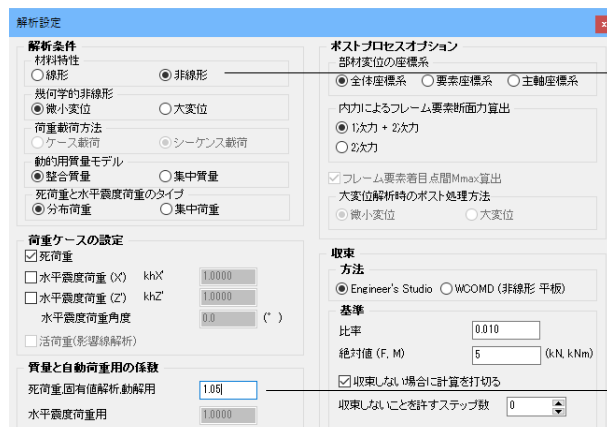 解析設定
x
解析条件
材料特性
線形 非線形
幾何学的非線形
微小変位 大変位
荷重載荷方法
ケース載荷 シーケンス載荷
動的用質量モデル
整合質量 集中質量
死荷重と水平震度荷重のタイプ
分布荷重 集中荷重
荷重ケースの設定
死荷重
水平震度荷重 (X') khX' 1.0000
水平震度荷重 (Z') khZ' 1.0000
水平震度荷重角度 0.0 (° )
活荷重(影響線解析)
質量と自動荷重用の係数
死荷重,固有値解析,動解用 1.05
水平震度荷重用 1.0000
ポストプロセスオプション
部材変位の座標系
全体座標系 要素座標系 主軸座標系
内力によるフレーム要素断面力算出
1次力 + 2次力
2次力
フレーム要素着目点間Mmax算出
大変位解析時のポスト処理方法
微小変位 大変位
収束
方法
Engineer's Studio WCOMD (非線形 平板)
基準
比率 0.010
絶対値 (F, M) 5 (kN, kNm)
収束しない場合に計算を打切る
収束しないことを許すステップ数 0